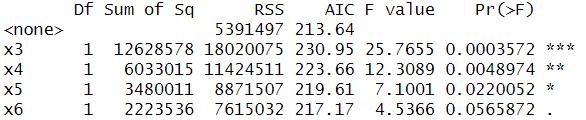 Df Sum of Sq RSS AIC F value Pr(>F)
<none> 5391497 213.64
x3 1 12628578 18020075 230.95 25.7655 0.0003572 ***
x4 1 6033015 11424511 223.66 12.3089 0.0048974 **
x5 1 3480011 8871507 219.61 7.1001 0.0220052 *
x6 1 2223536 7615032 217.17 4.5366 0.0565872 .